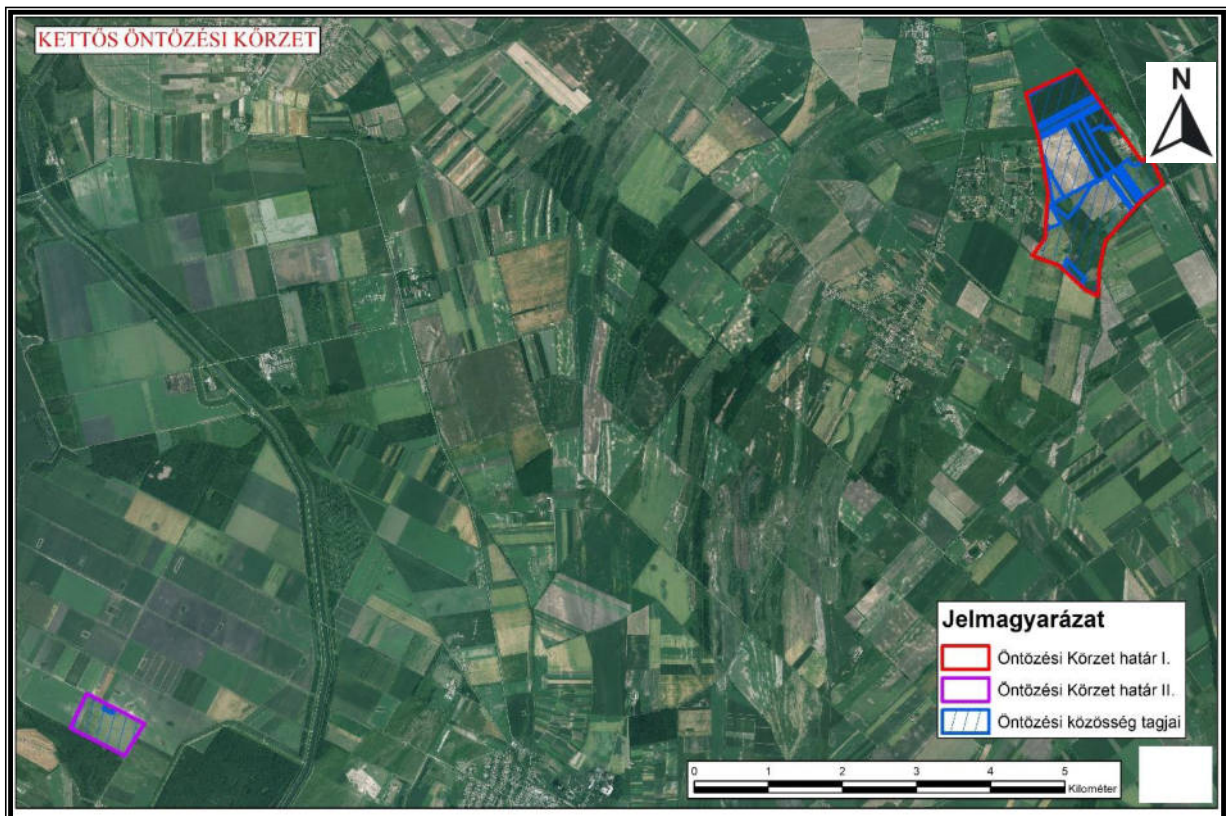 KETTŐS ÖNTÖZÉSI KÖRZET
N
Jelmagyarázat
Öntözési Körzet határ I.
Öntözési Körzet határ II.
Öntözési közösség tagjai
0 1 2 3 4 5
Kilométer